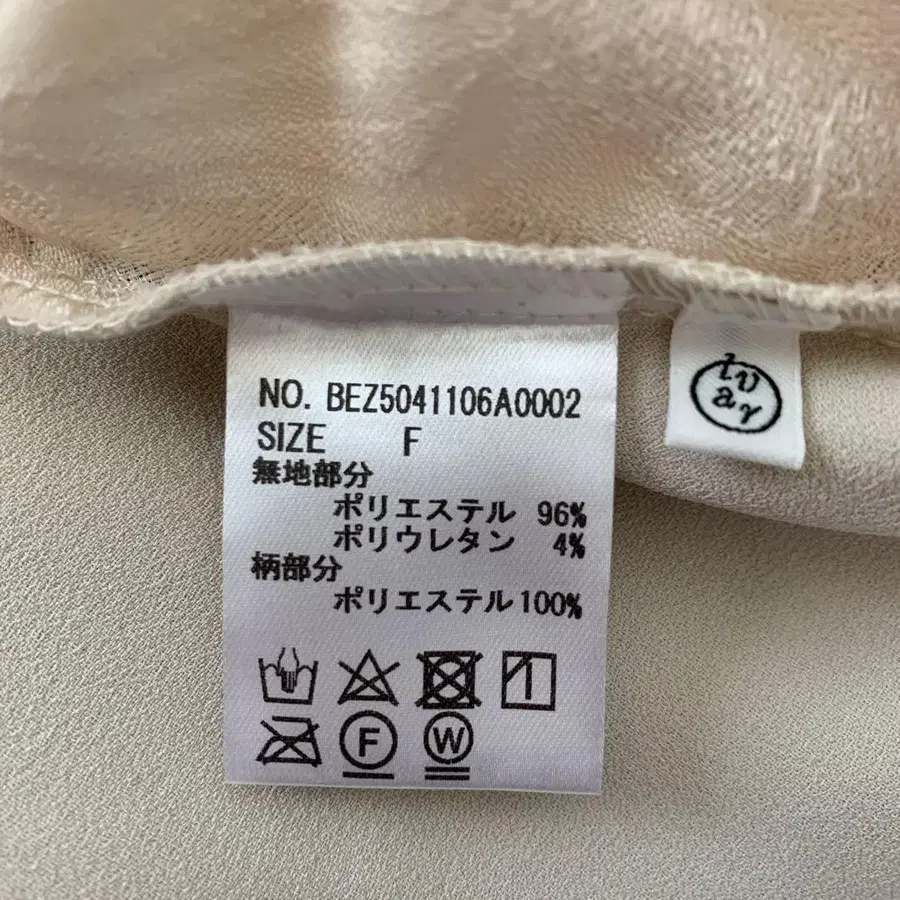 NO. BEZ5041106A0002
SIZE F
無地部分
ポリエステル 96%
ポリウレタン 4%
柄部分
ポリエステル100%
F W